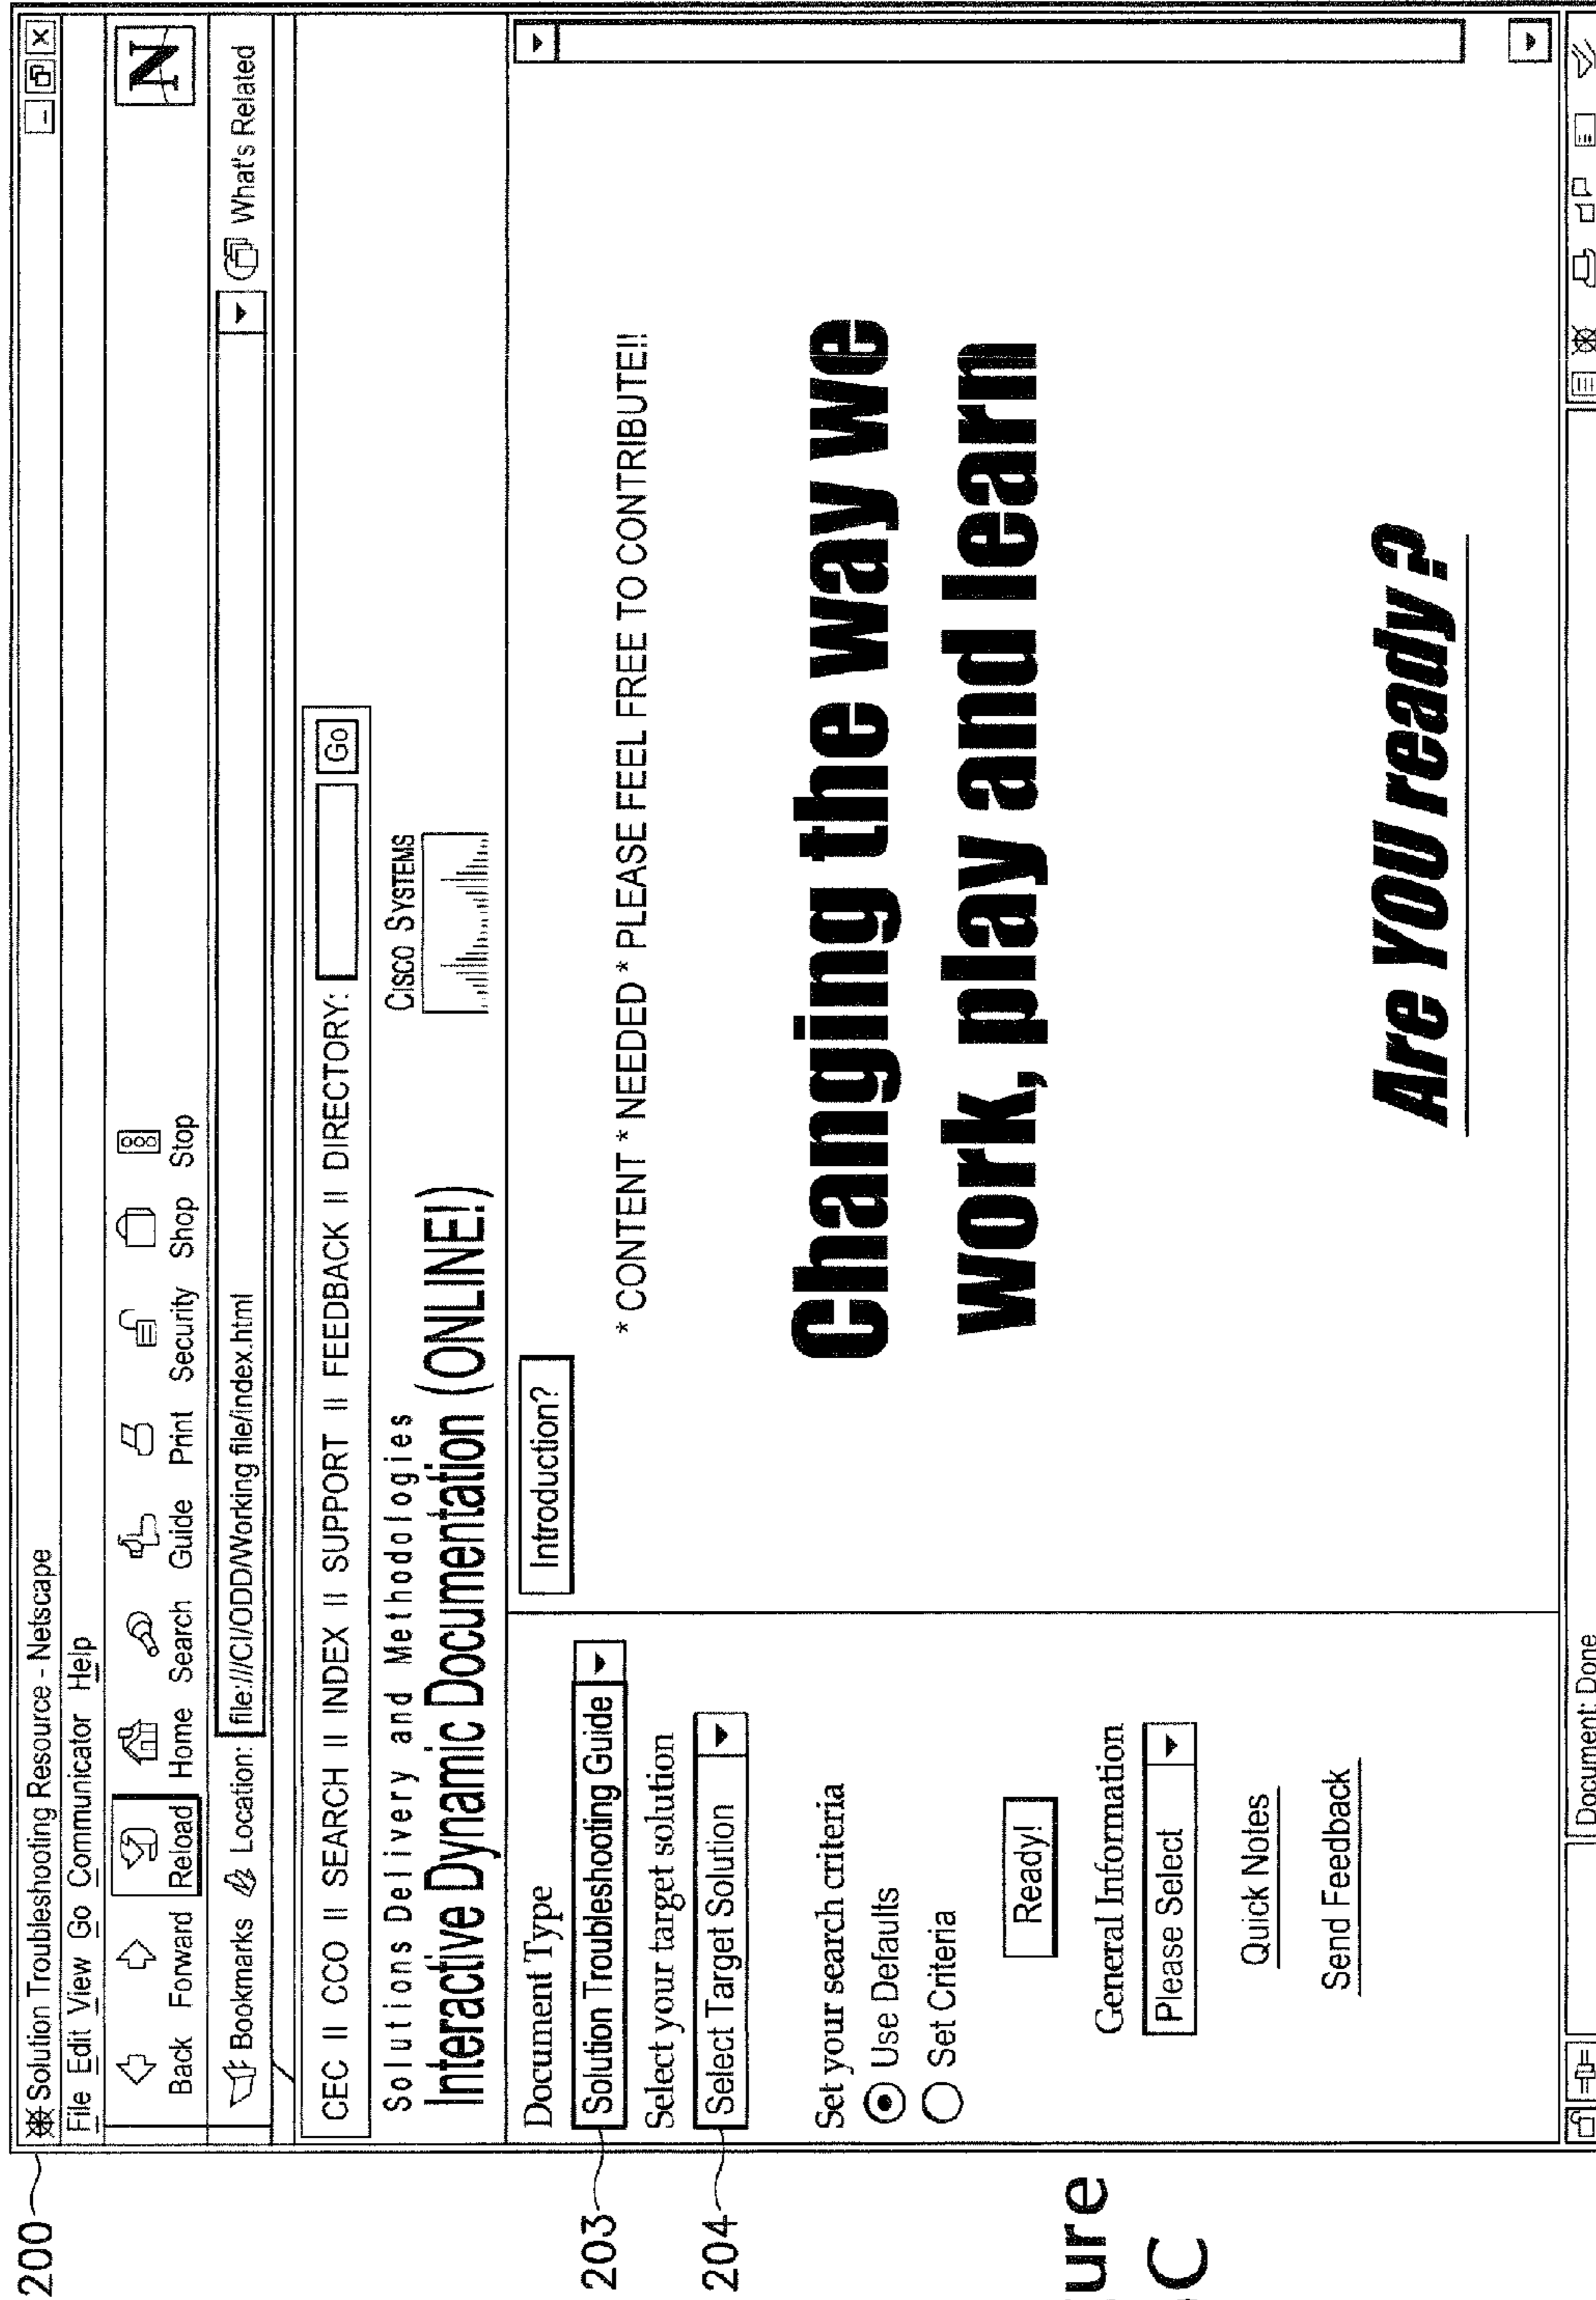 200
Solution Troubleshooting Resource - Netscape
File Edit View Go Communicator Help
Back Forward Reload Home Search Guide Print Security Shop Stop
N
Bookmarks Location: file:///C|/ODD/Working file/index.html What's Related
CEC II CCO II SEARCH II INDEX II SUPPORT II FEEDBACK II DIRECTORY: Go
Solutions Delivery and Methodologies
Interactive Dynamic Documentation (ONLINE!)
CISCO SYSTEMS
Document Type
203
Solution Troubleshooting Guide
Select your target solution
204
Select Target Solution
Set your search criteria
Use Defaults
Set Criteria
Ready!
General Information
Please Select
Quick Notes
Send Feedback
Introduction?
* CONTENT * NEEDED * PLEASE FEEL FREE TO CONTRIBUTE!!
Changing the way we
work, play and learn
Are YOU ready ?
Document: Done
ure
C